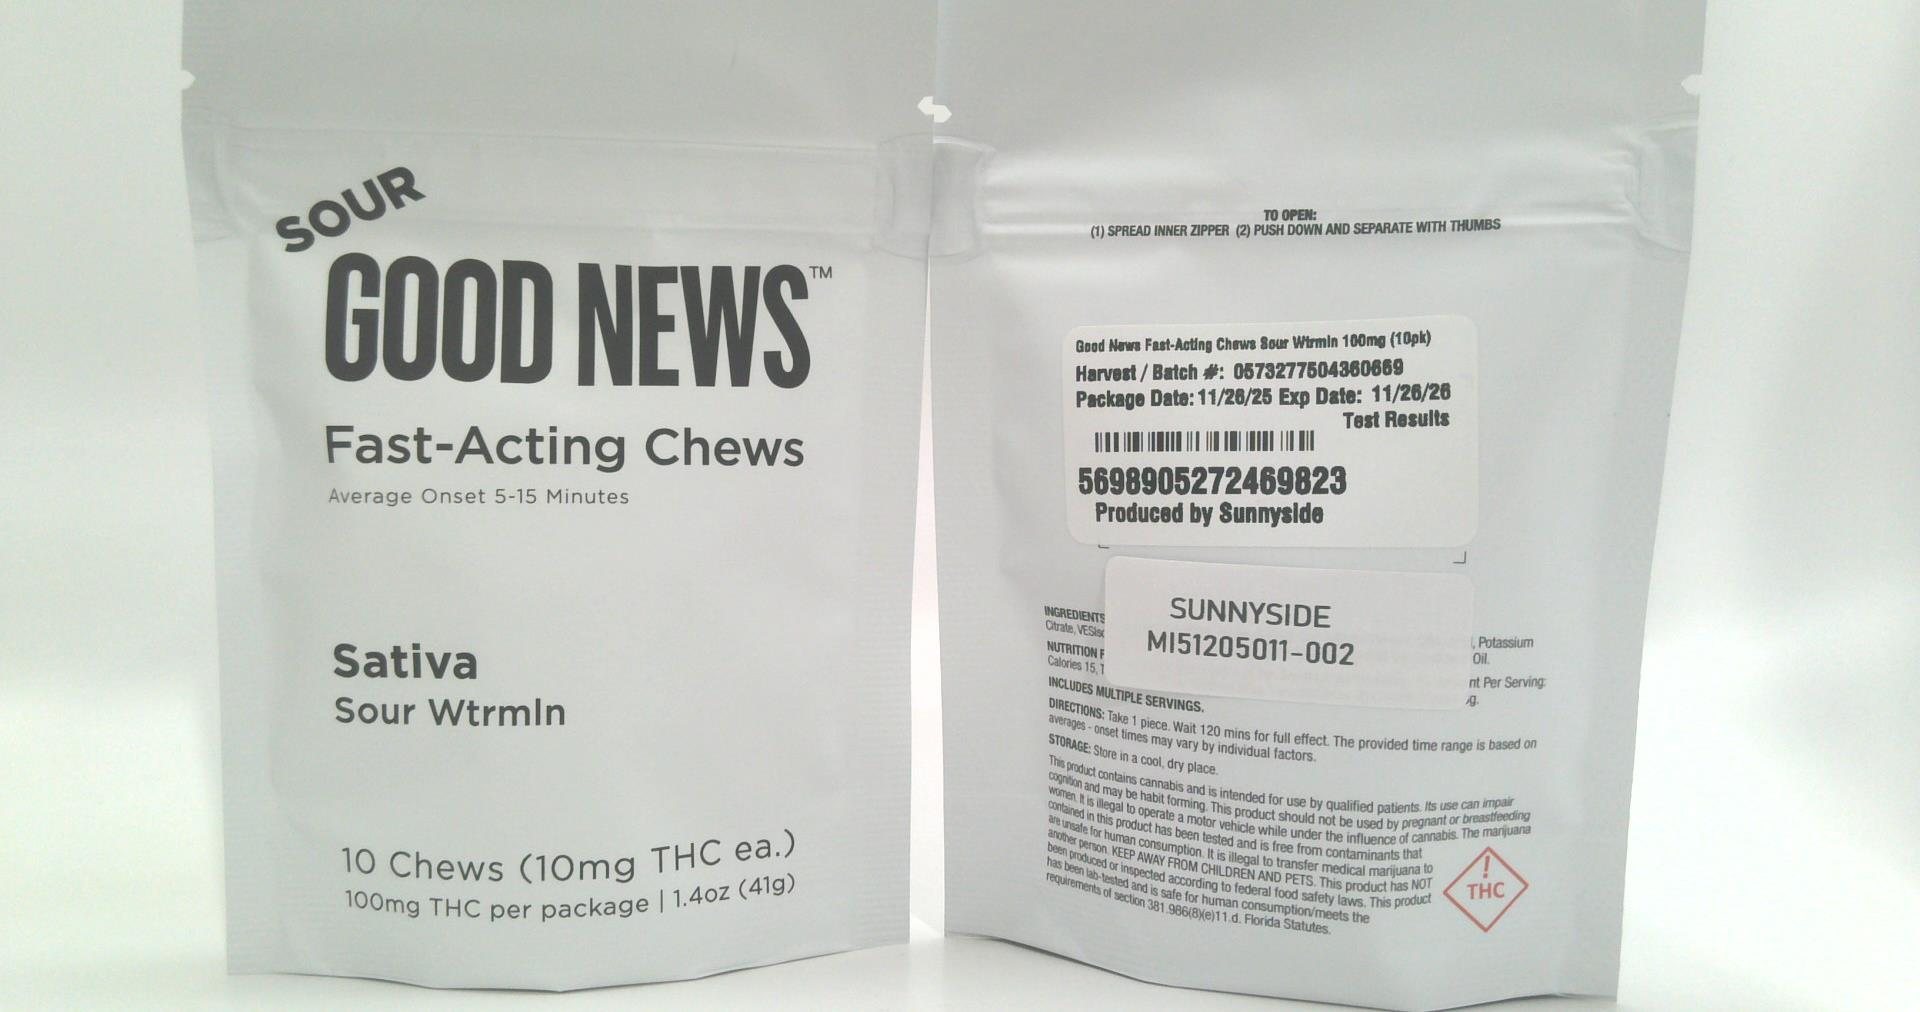 SOUR
GOOD NEWS™
Fast-Acting Chews
Average Onset 5-15 Minutes
Sativa
Sour Wtrmln
10 Chews (10mg THC ea.)
100mg THC per package | 1.4oz (41g)
TO OPEN:
(1) SPREAD INNER ZIPPER (2) PUSH DOWN AND SEPARATE WITH THUMBS
Good News Fast-Acting Chews Sour Wtrmln 100mg (10pk)
Harvest / Batch #: 0573277504360669
Package Date: 11/26/25 Exp Date: 11/26/26
Test Results
5698905272469823
Produced by Sunnyside
SUNNYSIDE
MI51205011-002
INGREDIENTS
, Potassium
Citrate,
Oil.
NUTRITION
nt Per Serving:
Calories 15,
INCLUDES MULTIPLE SERVINGS.
DIRECTIONS: Take 1 piece. Wait 120 mins for full effect. The provided time range is based on
averages - onset times may vary by individual factors.
STORAGE: Store in a cool, dry place.
This product contains cannabis and is intended for use by qualified patients. Its use can impair
cognition and may be habit forming. This product should not be used by pregnant or breastfeeding
women. It is illegal to operate a motor vehicle while under the influence of cannabis. The marijuana
contained in this product has been tested and is free from contaminants that
are unsafe for human consumption. It is illegal to transfer medical marijuana to
another person. KEEP AWAY FROM CHILDREN AND PETS. This product has NOT
been produced or inspected according to federal food safety laws. This product
has been lab-tested and is safe for human consumption/meets the
requirements of section 381.986(8)(e)11.d. Florida Statutes.
!
THC